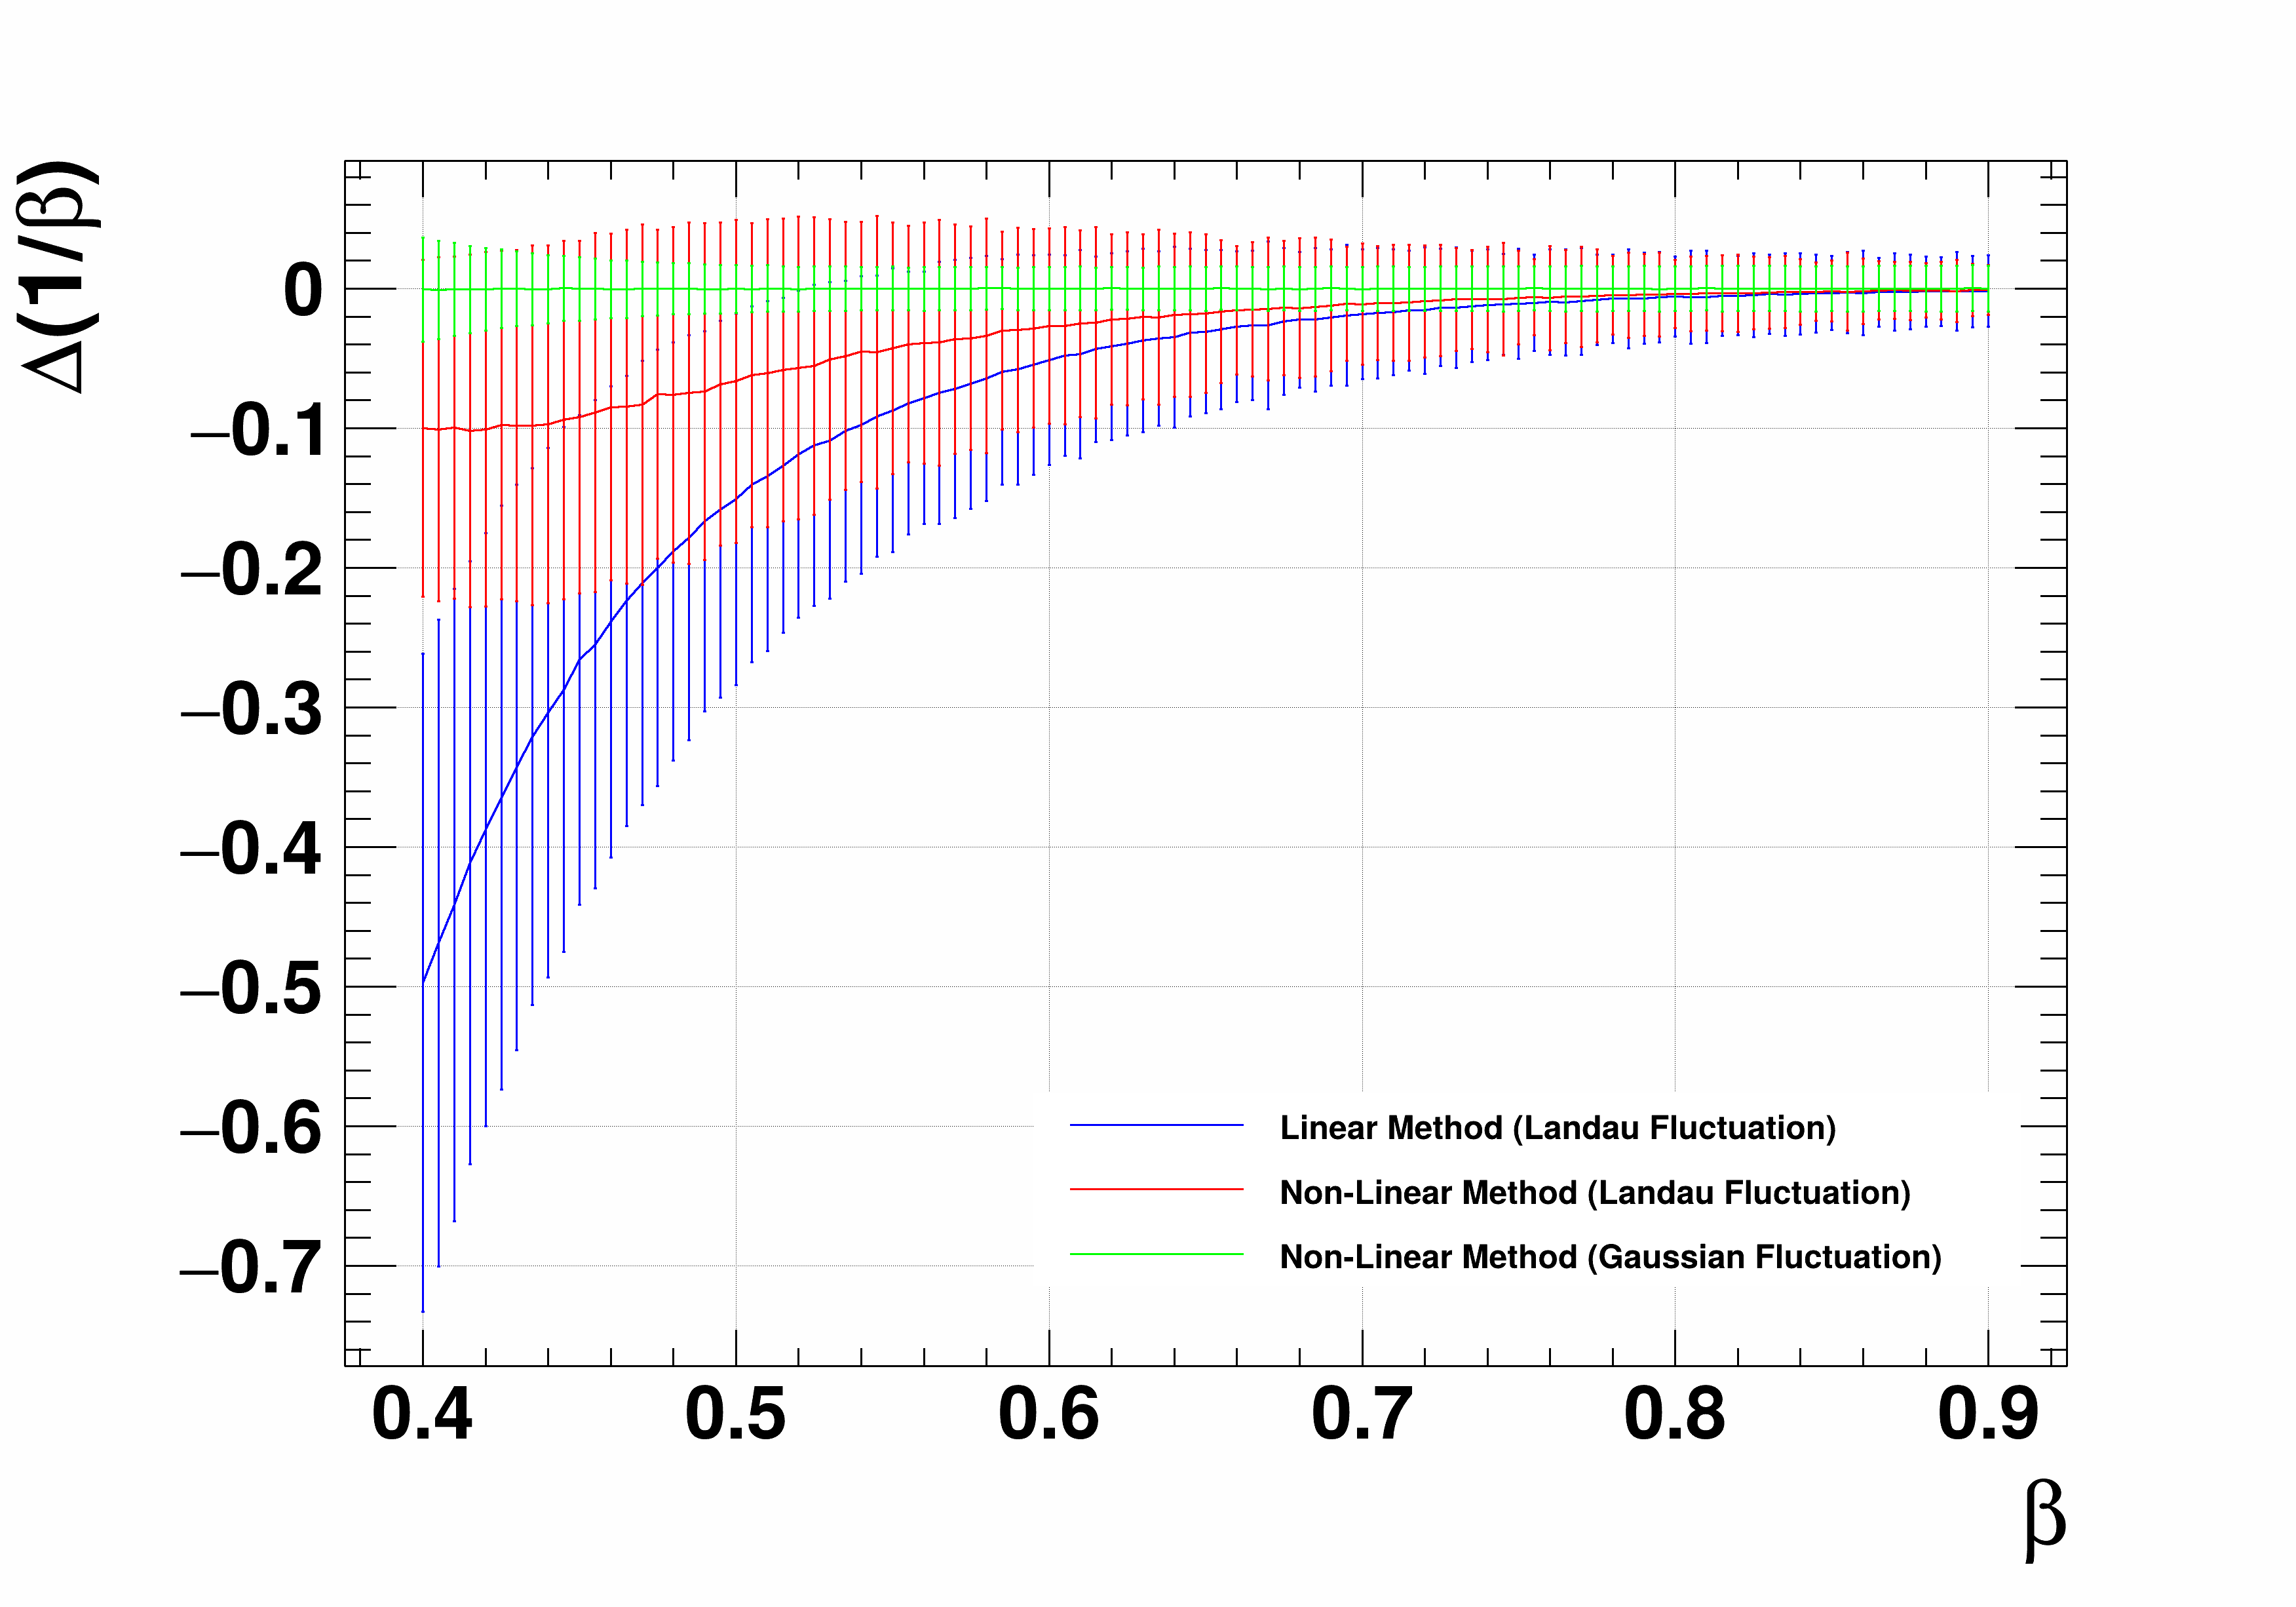 Δ(1/β)
0
−0.1
−0.2
−0.3
−0.4
−0.5
−0.6
−0.7
Linear Method (Landau Fluctuation)
Non-Linear Method (Landau Fluctuation)
Non-Linear Method (Gaussian Fluctuation)
0.4 0.5 0.6 0.7 0.8 0.9
β